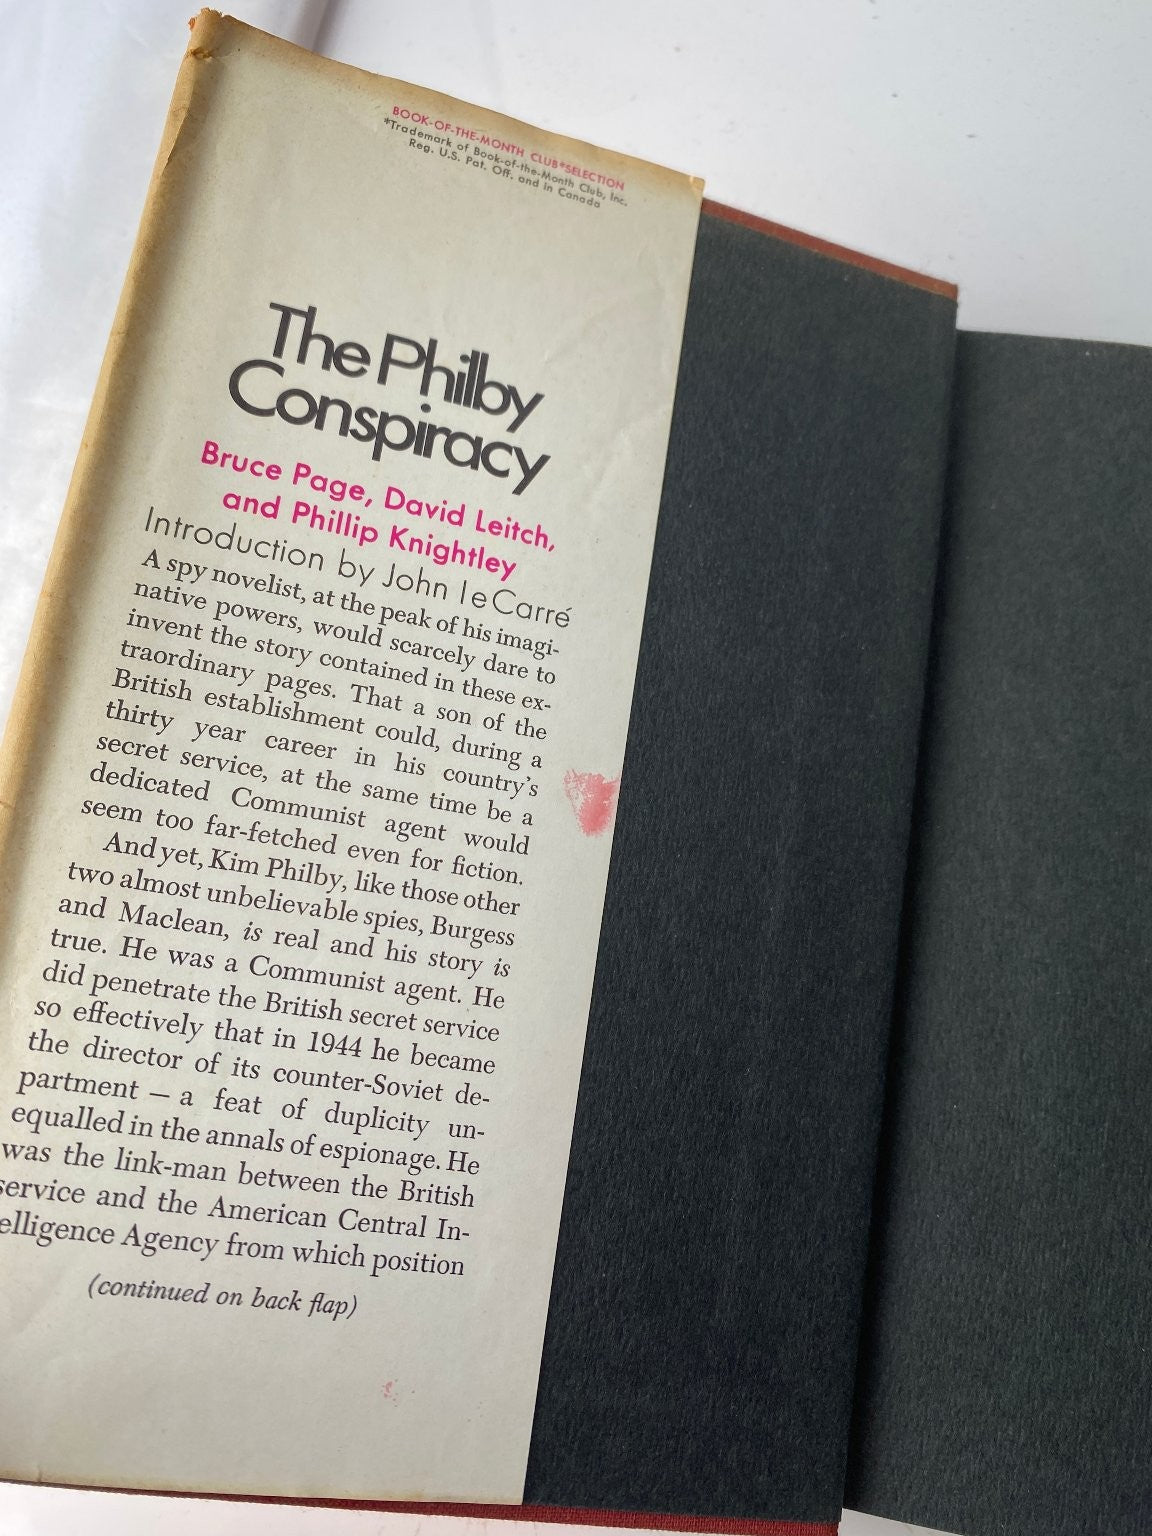 BOOK-OF-THE-MONTH CLUB*SELECTION
*Trademark of Book-of-the-Month Club, Inc.
Reg. U.S. Pat. Off. and in Canada
The Philby
Conspiracy
Bruce Page, David Leitch,
and Phillip Knightley
Introduction by John le Carré
A spy novelist, at the peak of his imagi-
native powers, would scarcely dare to
invent the story contained in these ex-
traordinary pages. That a son of the
British establishment could, during a
thirty year career in his country's
secret service, at the same time be a
dedicated Communist agent would
seem too far-fetched even for fiction.
And yet, Kim Philby, like those other
two almost unbelievable spies, Burgess
and Maclean, is real and his story is
true. He was a Communist agent. He
did penetrate the British secret service
so effectively that in 1944 he became
the director of its counter-Soviet de-
partment — a feat of duplicity un-
equalled in the annals of espionage. He
was the link-man between the British
service and the American Central In-
elligence Agency from which position
(continued on back flap)